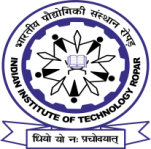 भारतीय प्रौद्योगिकी संस्थान रोपड़
INDIAN INSTITUTE OF TECHNOLOGY ROPAR
धियो यो नः प्रचोदयात्